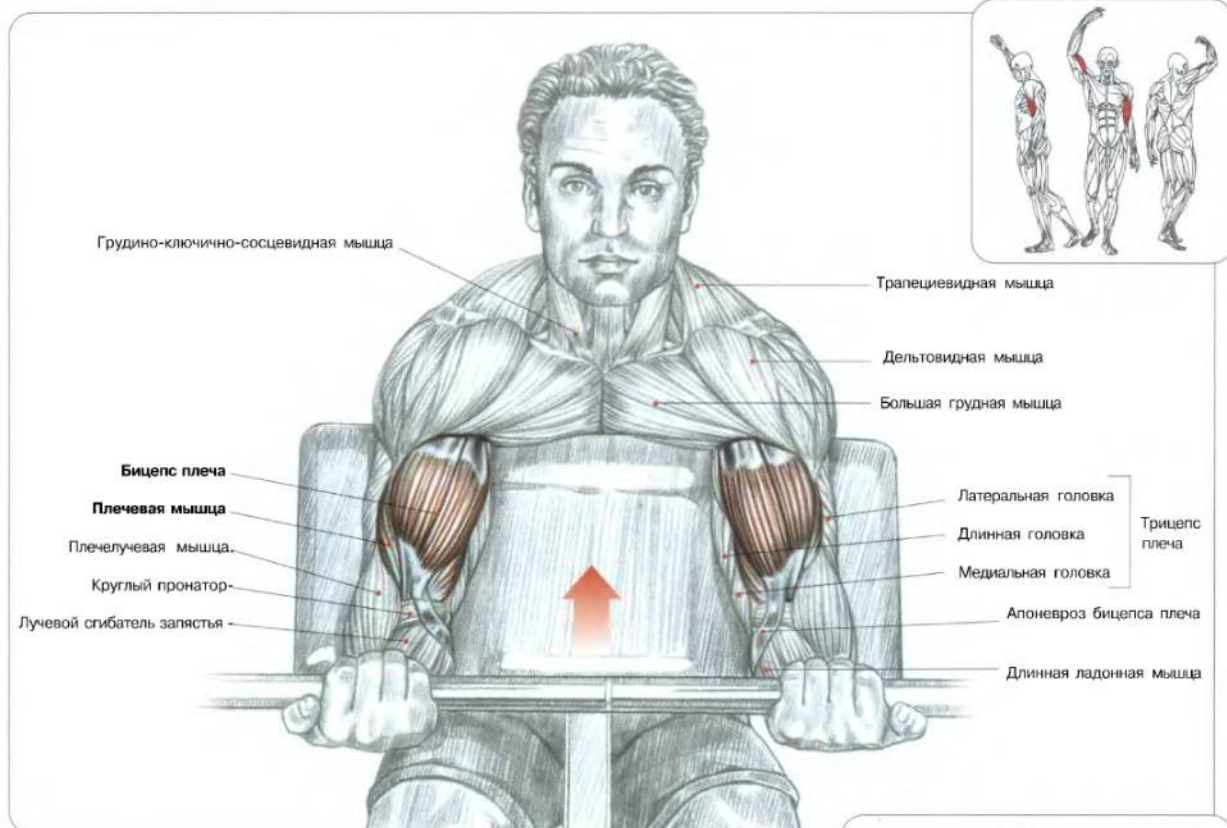 Грудино-ключично-сосцевидная мышца
Бицепс плеча
Плечевая мышца
Плечелучевая мышца
Круглый пронатор
Лучевой сгибатель запястья
Трапециевидная мышца
Дельтовидная мышца
Большая грудная мышца
Латеральная головка
Длинная головка
Медиальная головка
Трицепс
плеча
Апоневроз бицепса плеча
Длинная ладонная мышца